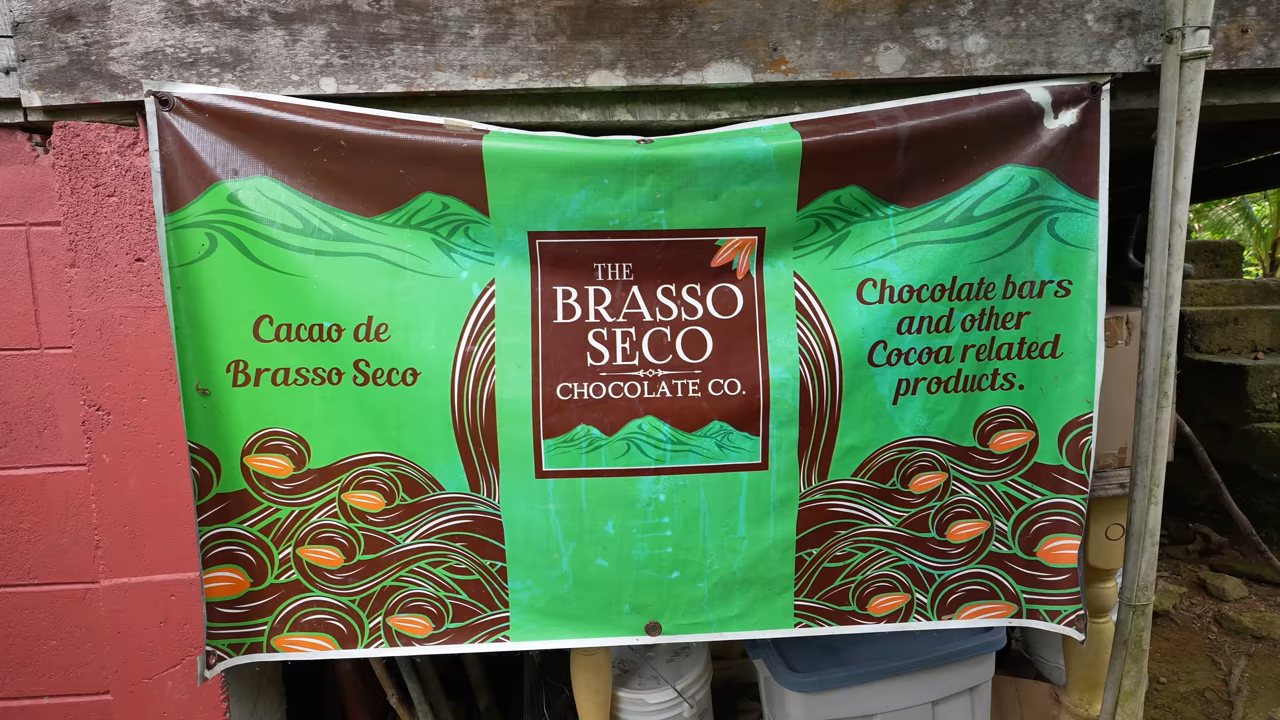 Cacao de
Brasso Seco
THE
BRASSO
SECO
CHOCOLATE CO.
Chocolate bars
and other
Cocoa related
products.